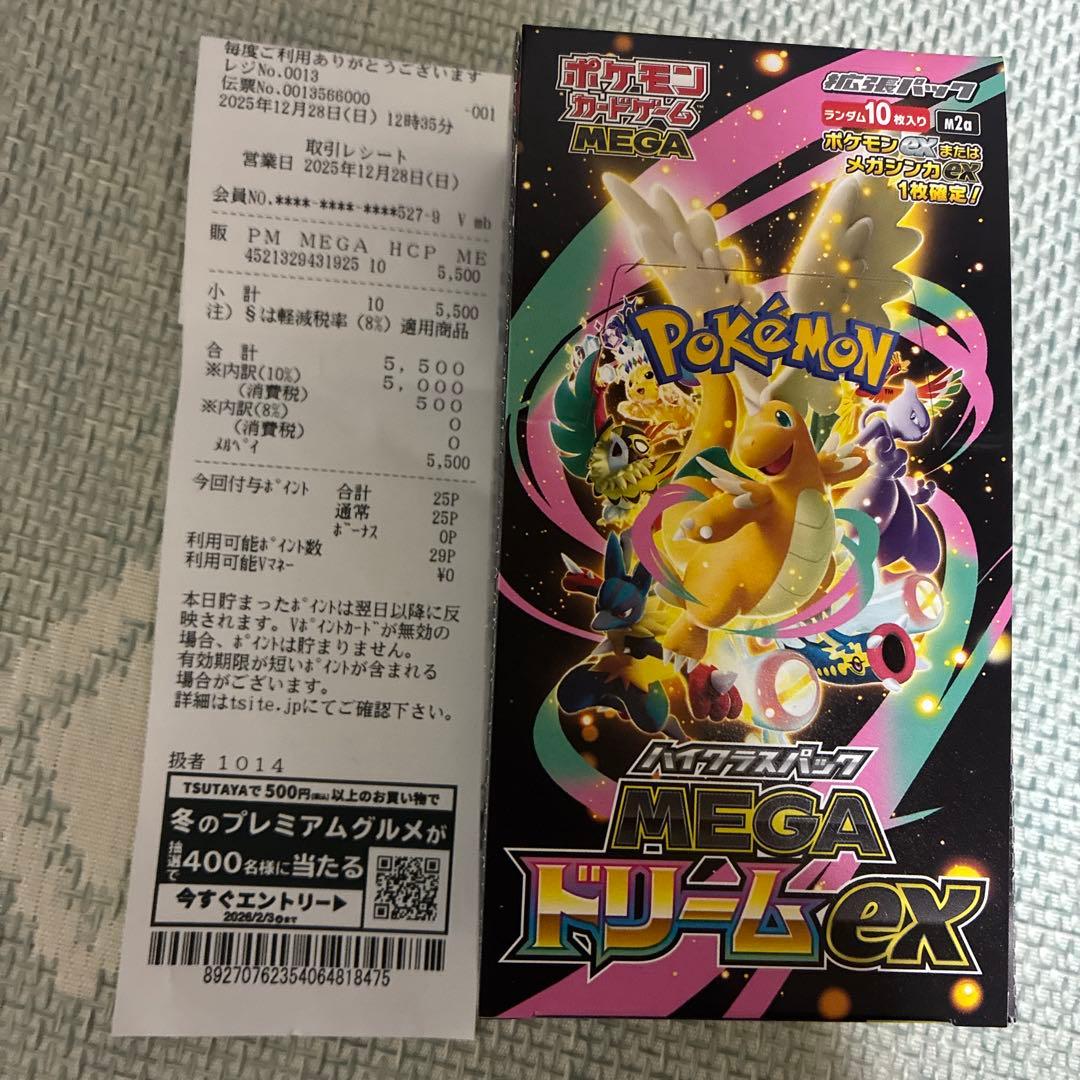 毎度ご利用ありがとうございます
レジNo.0013
伝票No.0013566000 -001
2025年12月28日(日) 12時35分
取引レシート
営業日 2025年12月28日(日)
会員NO.****-****-****527-9 V mb
販 PM MEGA HCP ME
4521329431925 10 5,500
小 計 10 5,500
注) §は軽減税率 (8%) 適用商品
合 計 5,500
※内訳(10%) 5,000
(消費税) 500
※内訳(8%) 0
(消費税) 0
ﾒﾙﾍﾟｲ 5,500
今回付与ﾎﾟｲﾝﾄ 合計 25P
通常 25P
ﾎﾞｰﾅｽ 0P
利用可能ﾎﾟｲﾝﾄ数 29P
利用可能Vﾏﾈｰ ¥0
本日貯まったﾎﾟｲﾝﾄは翌日以降に反
映されます。Vﾎﾟｲﾝﾄｶｰﾄﾞが無効の
場合、ﾎﾟｲﾝﾄは貯まりません。
有効期限が短いﾎﾟｲﾝﾄが含まれる
場合がございます。
詳細はtsite.jpにてご確認下さい。
扱者 1014
TSUTAYAで500円(税込)以上のお買い物で
冬のプレミアムグルメが
抽選で400名様に当たる
今すぐエントリー▶
2026/2/3(火)まで
89270762354064818475
ポケモン
カードゲーム
MEGA
拡張パック
ランダム10枚入り M2a
ポケモンexまたは
メガシンカex
1枚確定!
POKéMON
TM
ハイクラスパック
MEGA
ドリームex